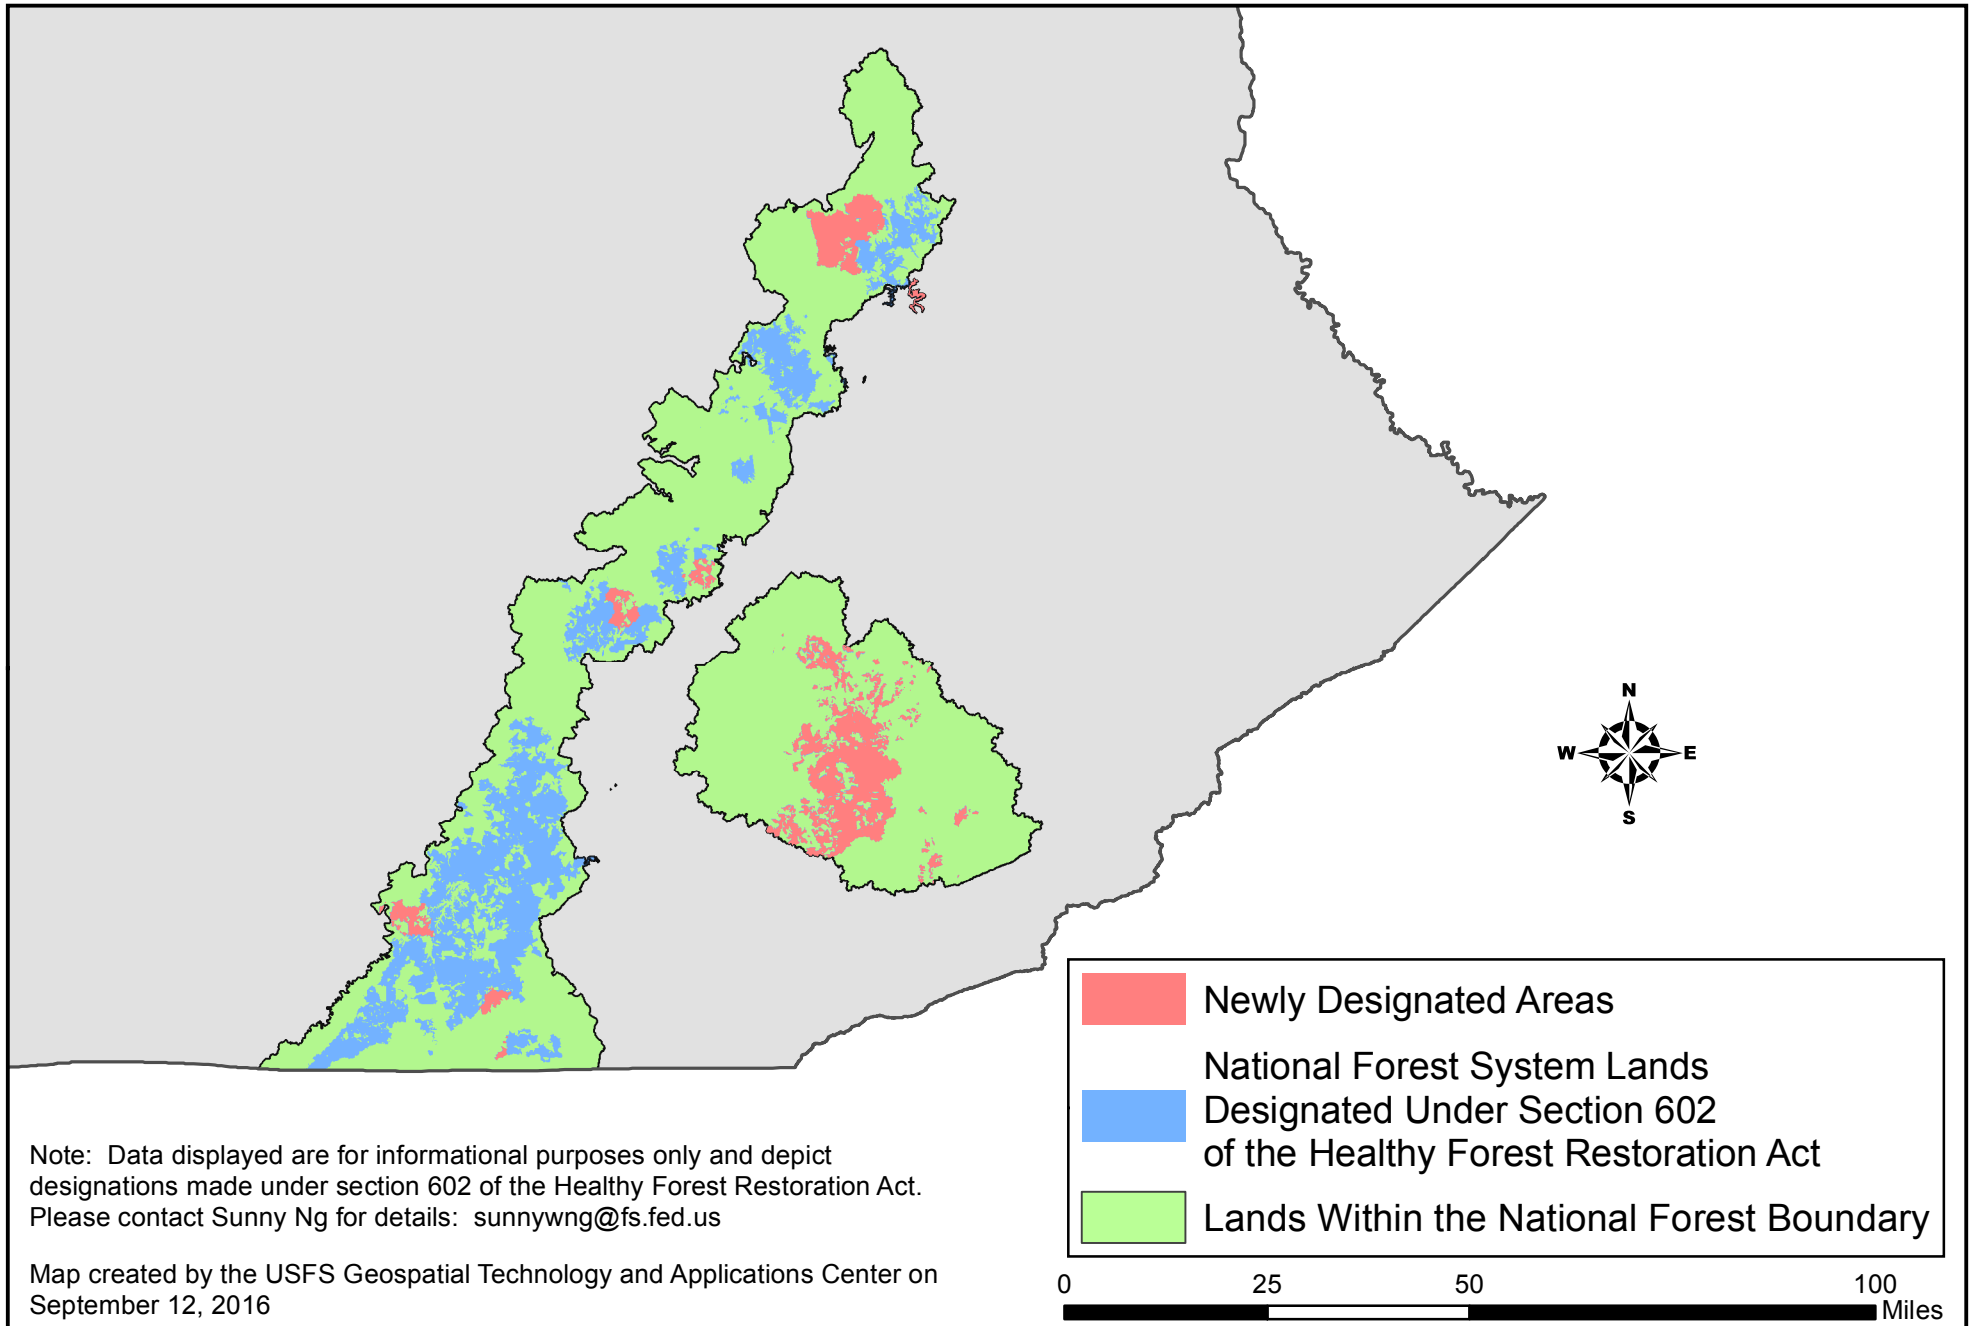 N
W E
S
Newly Designated Areas
National Forest System Lands
Designated Under Section 602
of the Healthy Forest Restoration Act
Lands Within the National Forest Boundary
Note:  Data displayed are for informational purposes only and depict
designations made under section 602 of the Healthy Forest Restoration Act.
Please contact Sunny Ng for details:  sunnywng@fs.fed.us
Map created by the USFS Geospatial Technology and Applications Center on
September 12, 2016
0 25 50 100
Miles